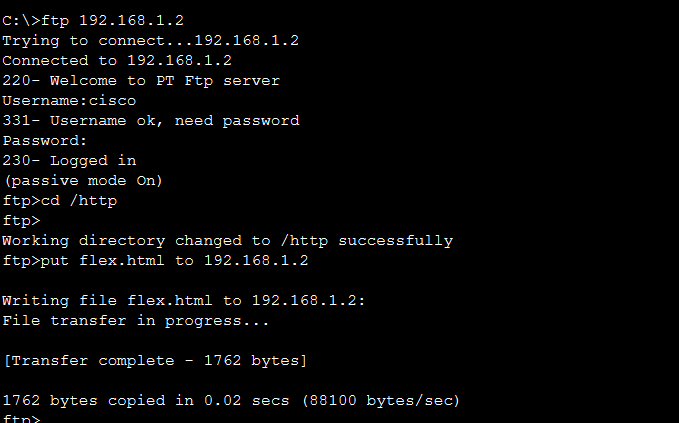 C:\>ftp 192.168.1.2
Trying to connect...192.168.1.2
Connected to 192.168.1.2
220- Welcome to PT Ftp server
Username:cisco
331- Username ok, need password
Password:
230- Logged in
(passive mode On)
ftp>cd /http
ftp>
Working directory changed to /http successfully
ftp>put flex.html to 192.168.1.2
Writing file flex.html to 192.168.1.2:
File transfer in progress...
[Transfer complete - 1762 bytes]
1762 bytes copied in 0.02 secs (88100 bytes/sec)
ftp>